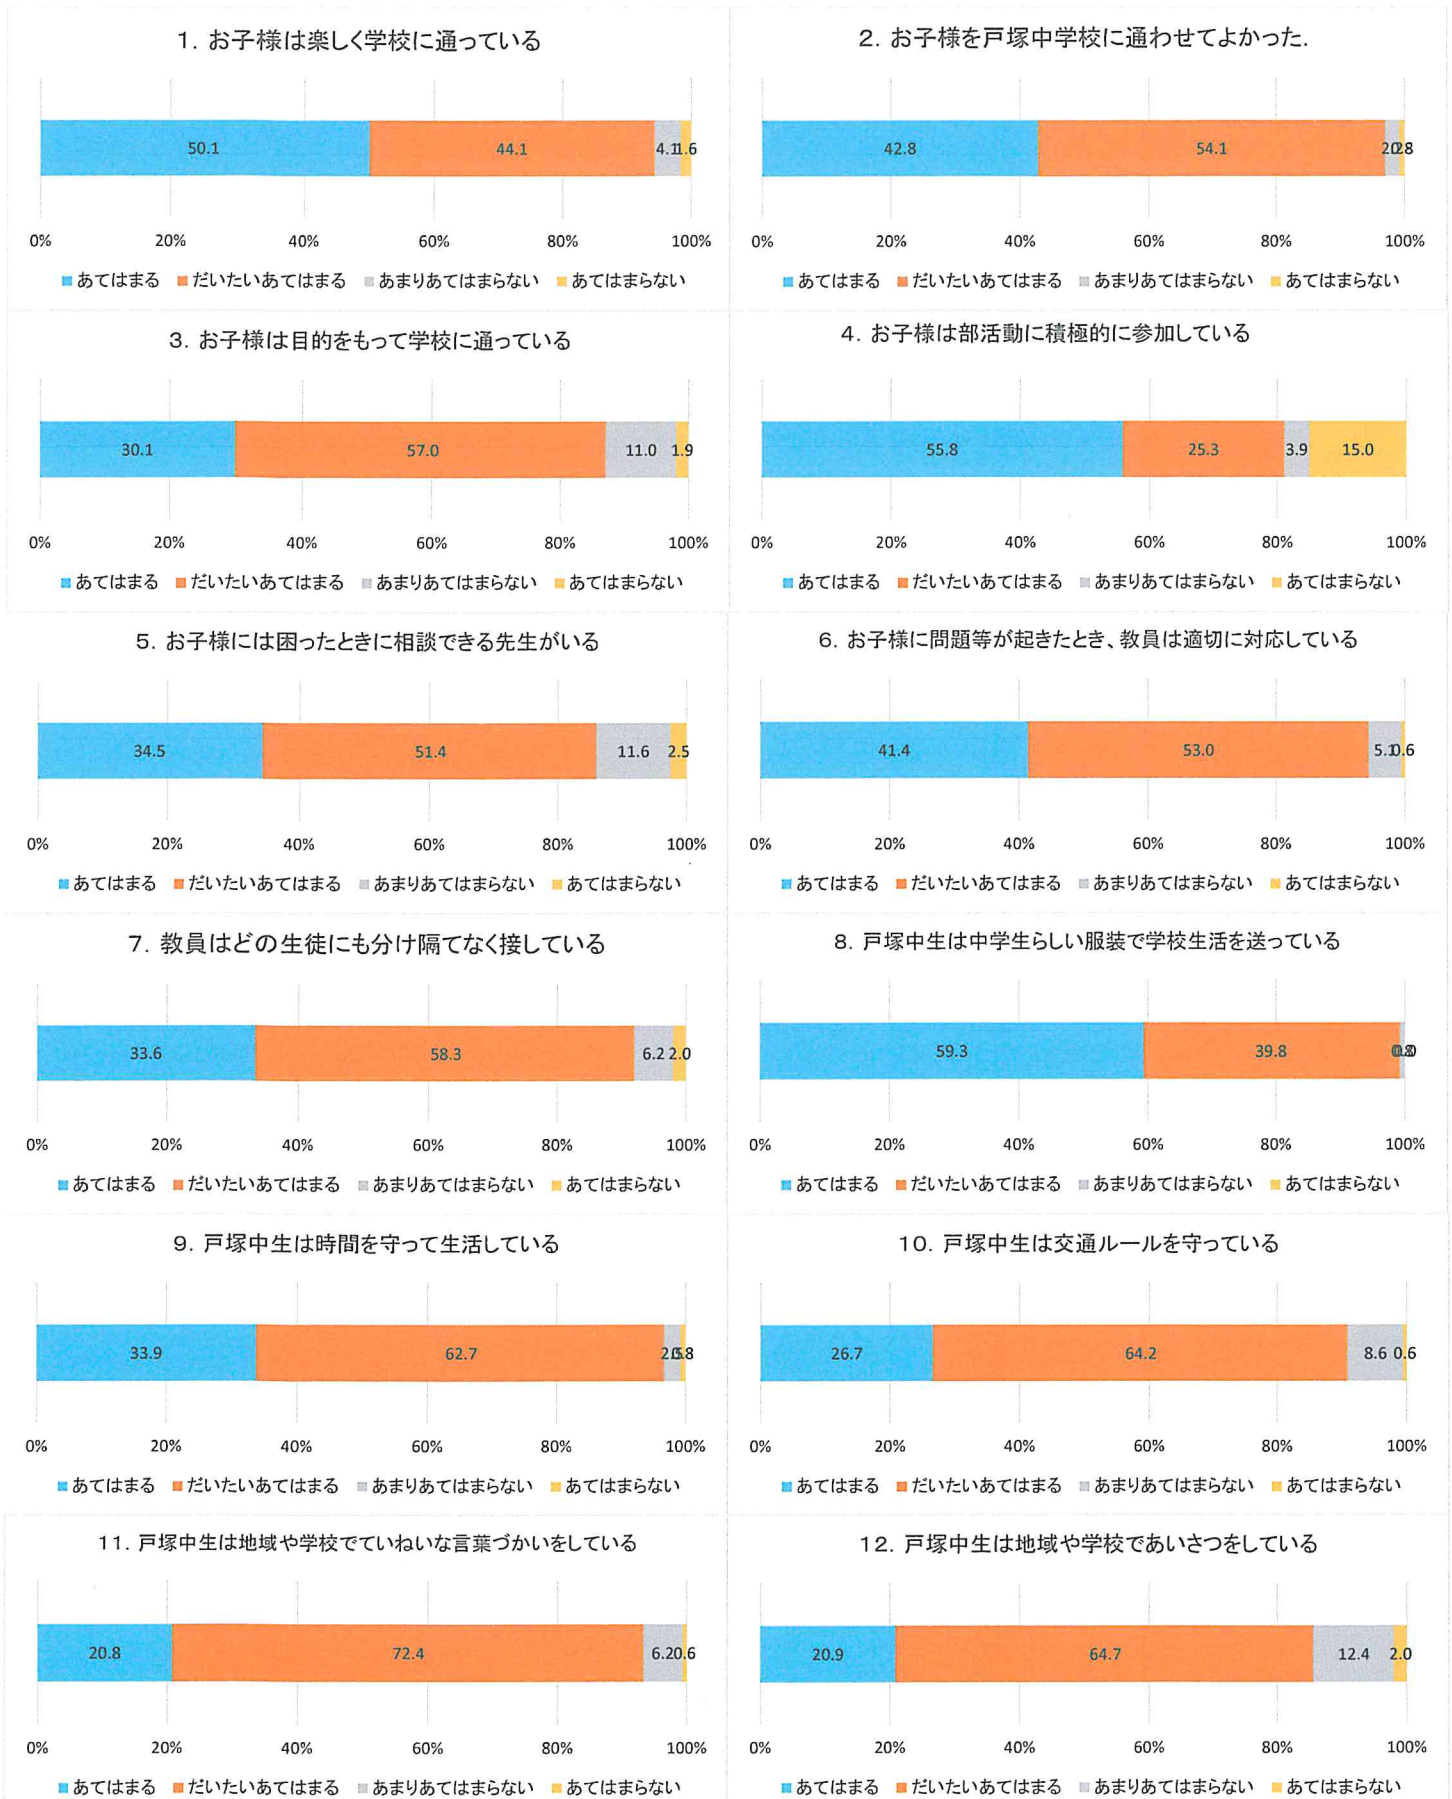 1．お子様は楽しく学校に通っている
50.1 44.1 4.1 1.6
0% 20% 40% 60% 80% 100%
あてはまる だいたいあてはまる あまりあてはまらない あてはまらない
2．お子様を戸塚中学校に通わせてよかった．
42.8 54.1
0% 20% 40% 60% 80% 100%
あてはまる だいたいあてはまる あまりあてはまらない あてはまらない
3．お子様は目的をもって学校に通っている
30.1 57.0 11.0 1.9
0% 20% 40% 60% 80% 100%
あてはまる だいたいあてはまる あまりあてはまらない あてはまらない
4．お子様は部活動に積極的に参加している
55.8 25.3 3.9 15.0
0% 20% 40% 60% 80% 100%
あてはまる だいたいあてはまる あまりあてはまらない あてはまらない
5．お子様には困ったときに相談できる先生がいる
34.5 51.4 11.6 2.5
0% 20% 40% 60% 80% 100%
あてはまる だいたいあてはまる あまりあてはまらない あてはまらない
6．お子様に問題等が起きたとき、教員は適切に対応している
41.4 53.0 5.1 0.6
0% 20% 40% 60% 80% 100%
あてはまる だいたいあてはまる あまりあてはまらない あてはまらない
7．教員はどの生徒にも分け隔てなく接している
33.6 58.3 6.2 2.0
0% 20% 40% 60% 80% 100%
あてはまる だいたいあてはまる あまりあてはまらない あてはまらない
8．戸塚中生は中学生らしい服装で学校生活を送っている
59.3 39.8
0% 20% 40% 60% 80% 100%
あてはまる だいたいあてはまる あまりあてはまらない あてはまらない
9．戸塚中生は時間を守って生活している
33.9 62.7
0% 20% 40% 60% 80% 100%
あてはまる だいたいあてはまる あまりあてはまらない あてはまらない
10．戸塚中生は交通ルールを守っている
26.7 64.2 8.6 0.6
0% 20% 40% 60% 80% 100%
あてはまる だいたいあてはまる あまりあてはまらない あてはまらない
11．戸塚中生は地域や学校でていねいな言葉づかいをしている
20.8 72.4 6.2 0.6
0% 20% 40% 60% 80% 100%
あてはまる だいたいあてはまる あまりあてはまらない あてはまらない
12．戸塚中生は地域や学校であいさつをしている
20.9 64.7 12.4 2.0
0% 20% 40% 60% 80% 100%
あてはまる だいたいあてはまる あまりあてはまらない あてはまらない